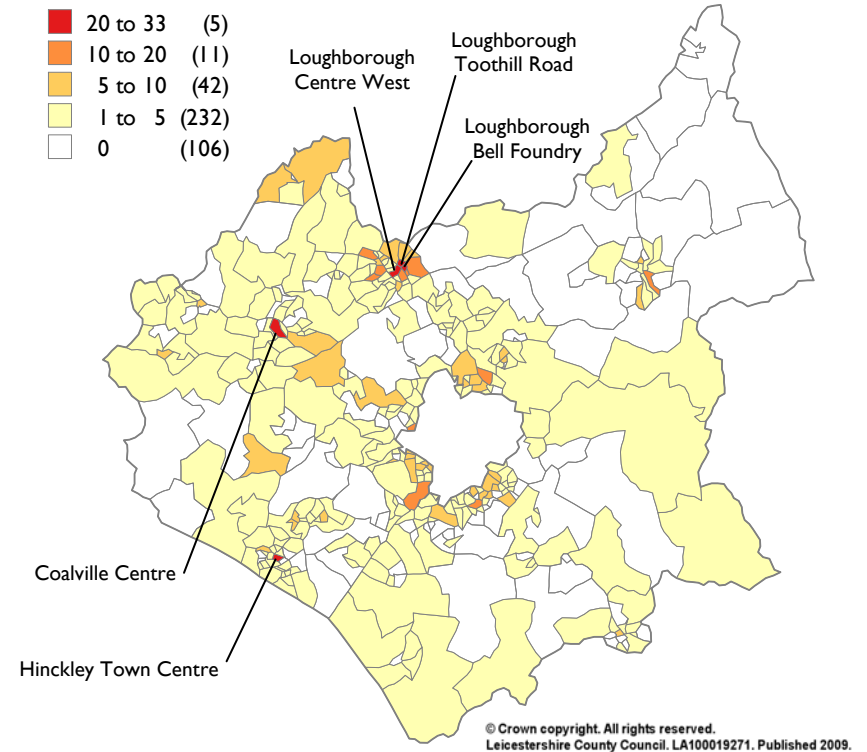 20 to 33 (5)
10 to 20 (11)
5 to 10 (42)
1 to 5 (232)
0 (106)
Loughborough
Centre West
Loughborough
Toothill Road
Loughborough
Bell Foundry
Coalville Centre
Hinckley Town Centre
© Crown copyright. All rights reserved.
Leicestershire County Council. LA100019271. Published 2009.